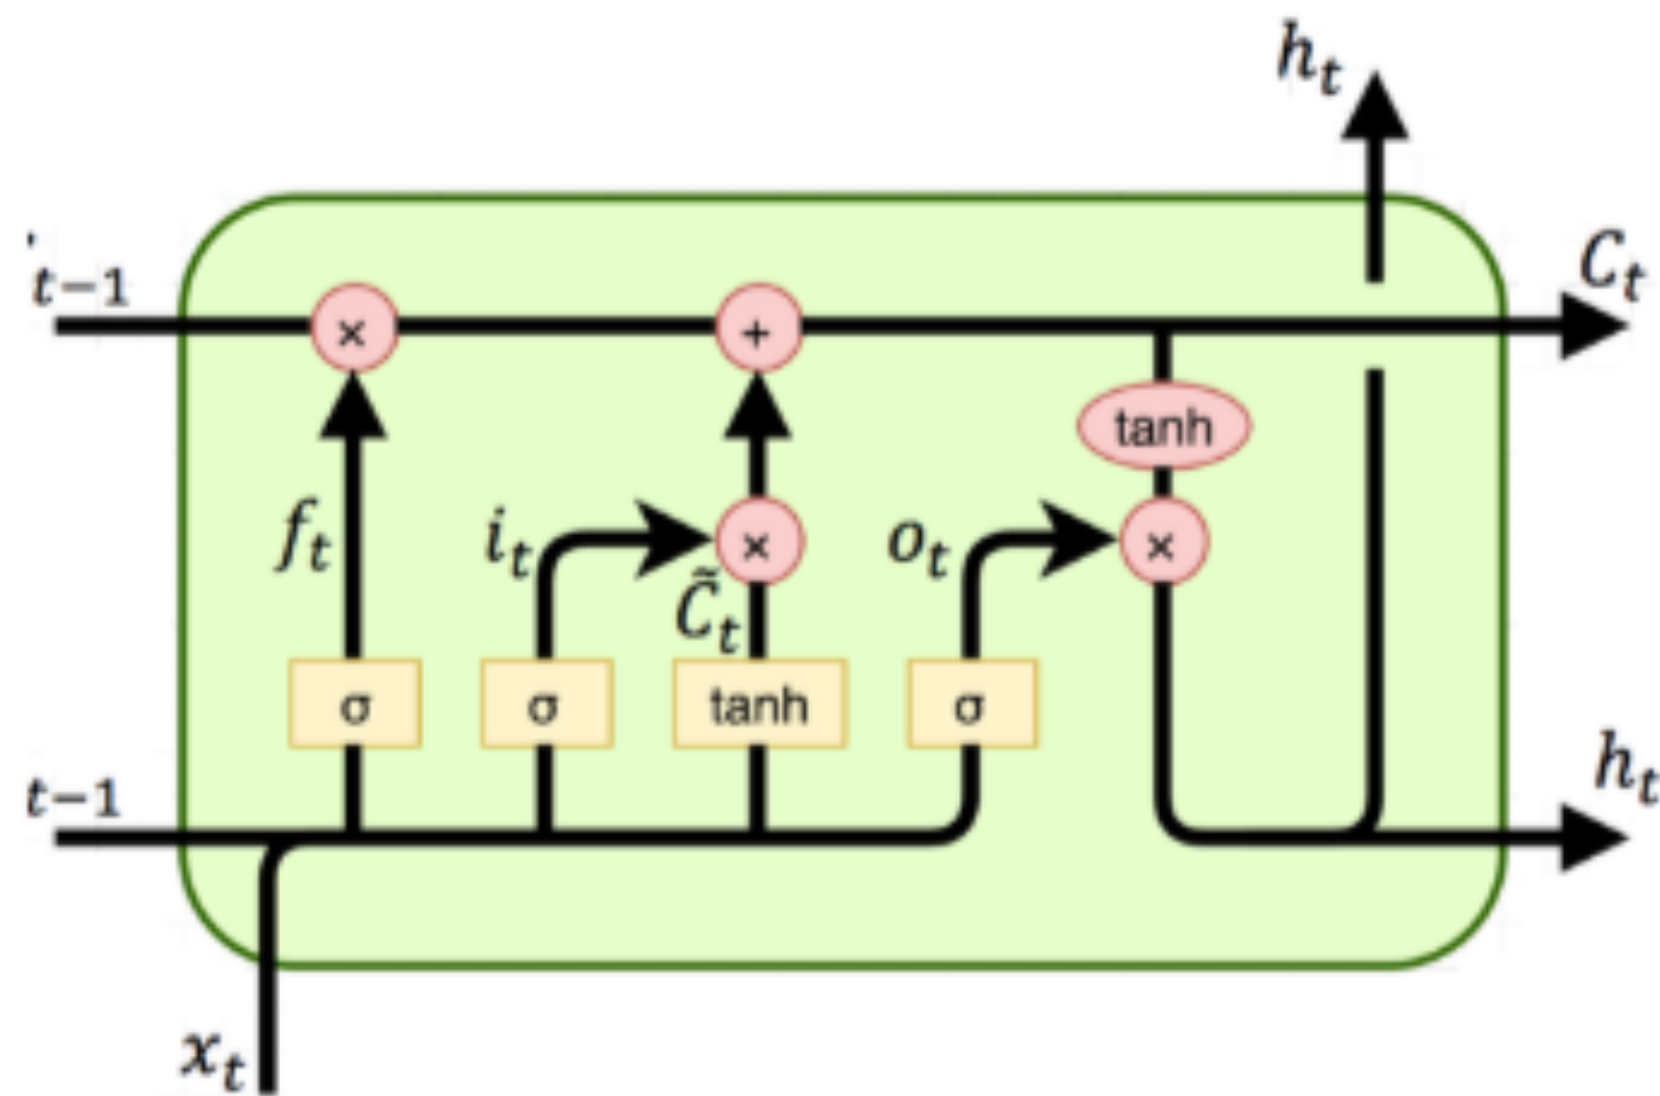 h_t
t−1
C_t
×
+
tanh
f_t
i_t
×
o_t
×
C̃_t
σ
σ
tanh
σ
t−1
h_t
x_t